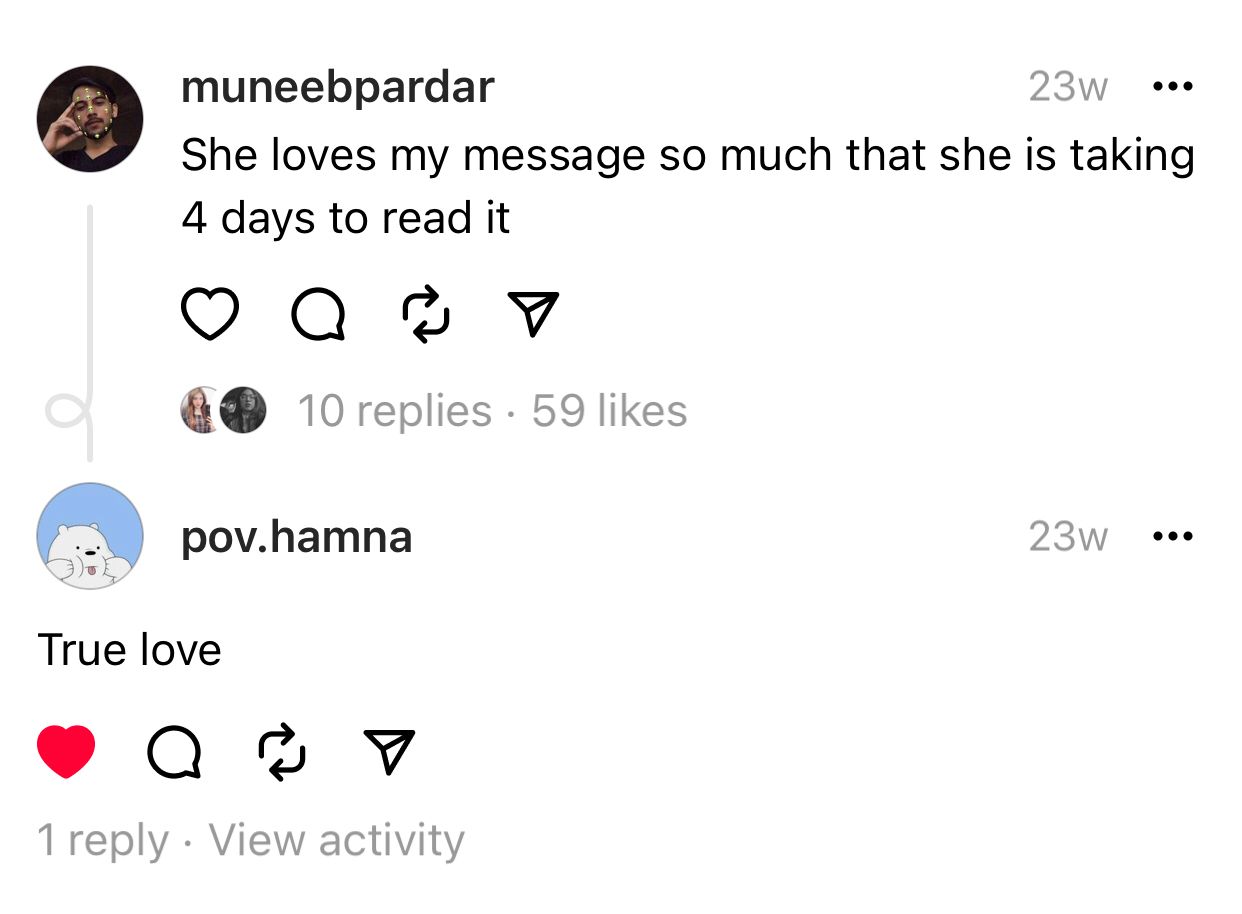 muneebpardar 23w
She loves my message so much that she is taking
4 days to read it
10 replies · 59 likes
pov.hamna 23w
True love
1 reply · View activity